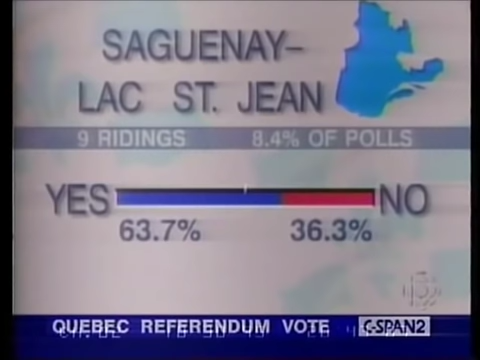 SAGUENAY–
LAC ST. JEAN
9 RIDINGS 8.4% OF POLLS
YES NO
63.7% 36.3%
QUEBEC REFERENDUM VOTE C-SPAN2